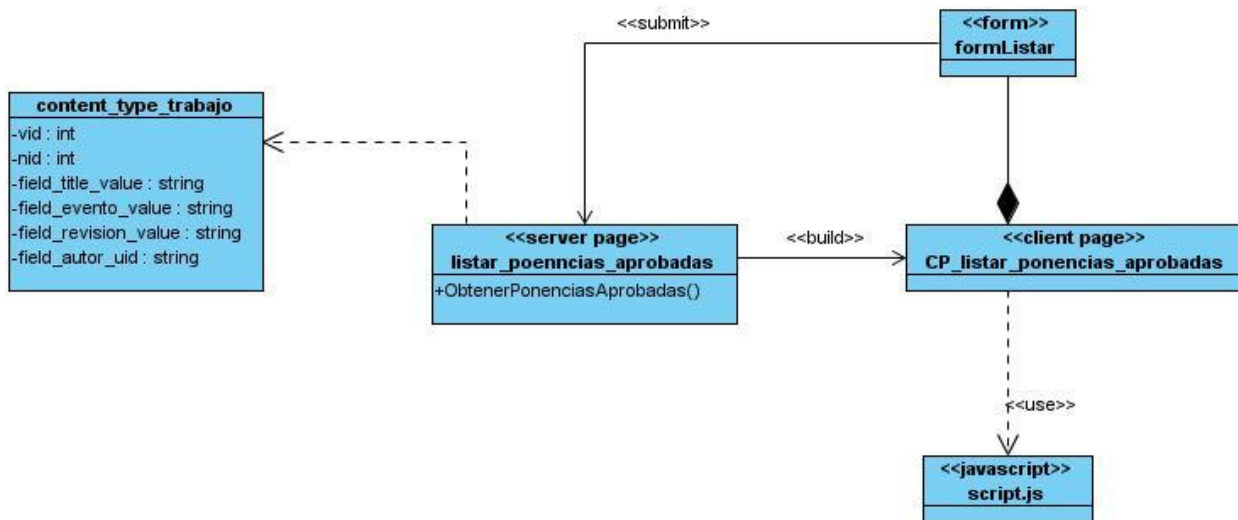 <<submit>>
<<form>>
formListar
content_type_trabajo
-vid : int
-nid : int
-field_title_value : string
-field_evento_value : string
-field_revision_value : string
-field_autor_uid : string
<<server page>>
listar_poenncias_aprobadas
+ObtenerPonenciasAprobadas()
<<build>>
<<client page>>
CP_listar_ponencias_aprobadas
<<use>>
<<javascript>>
script.js